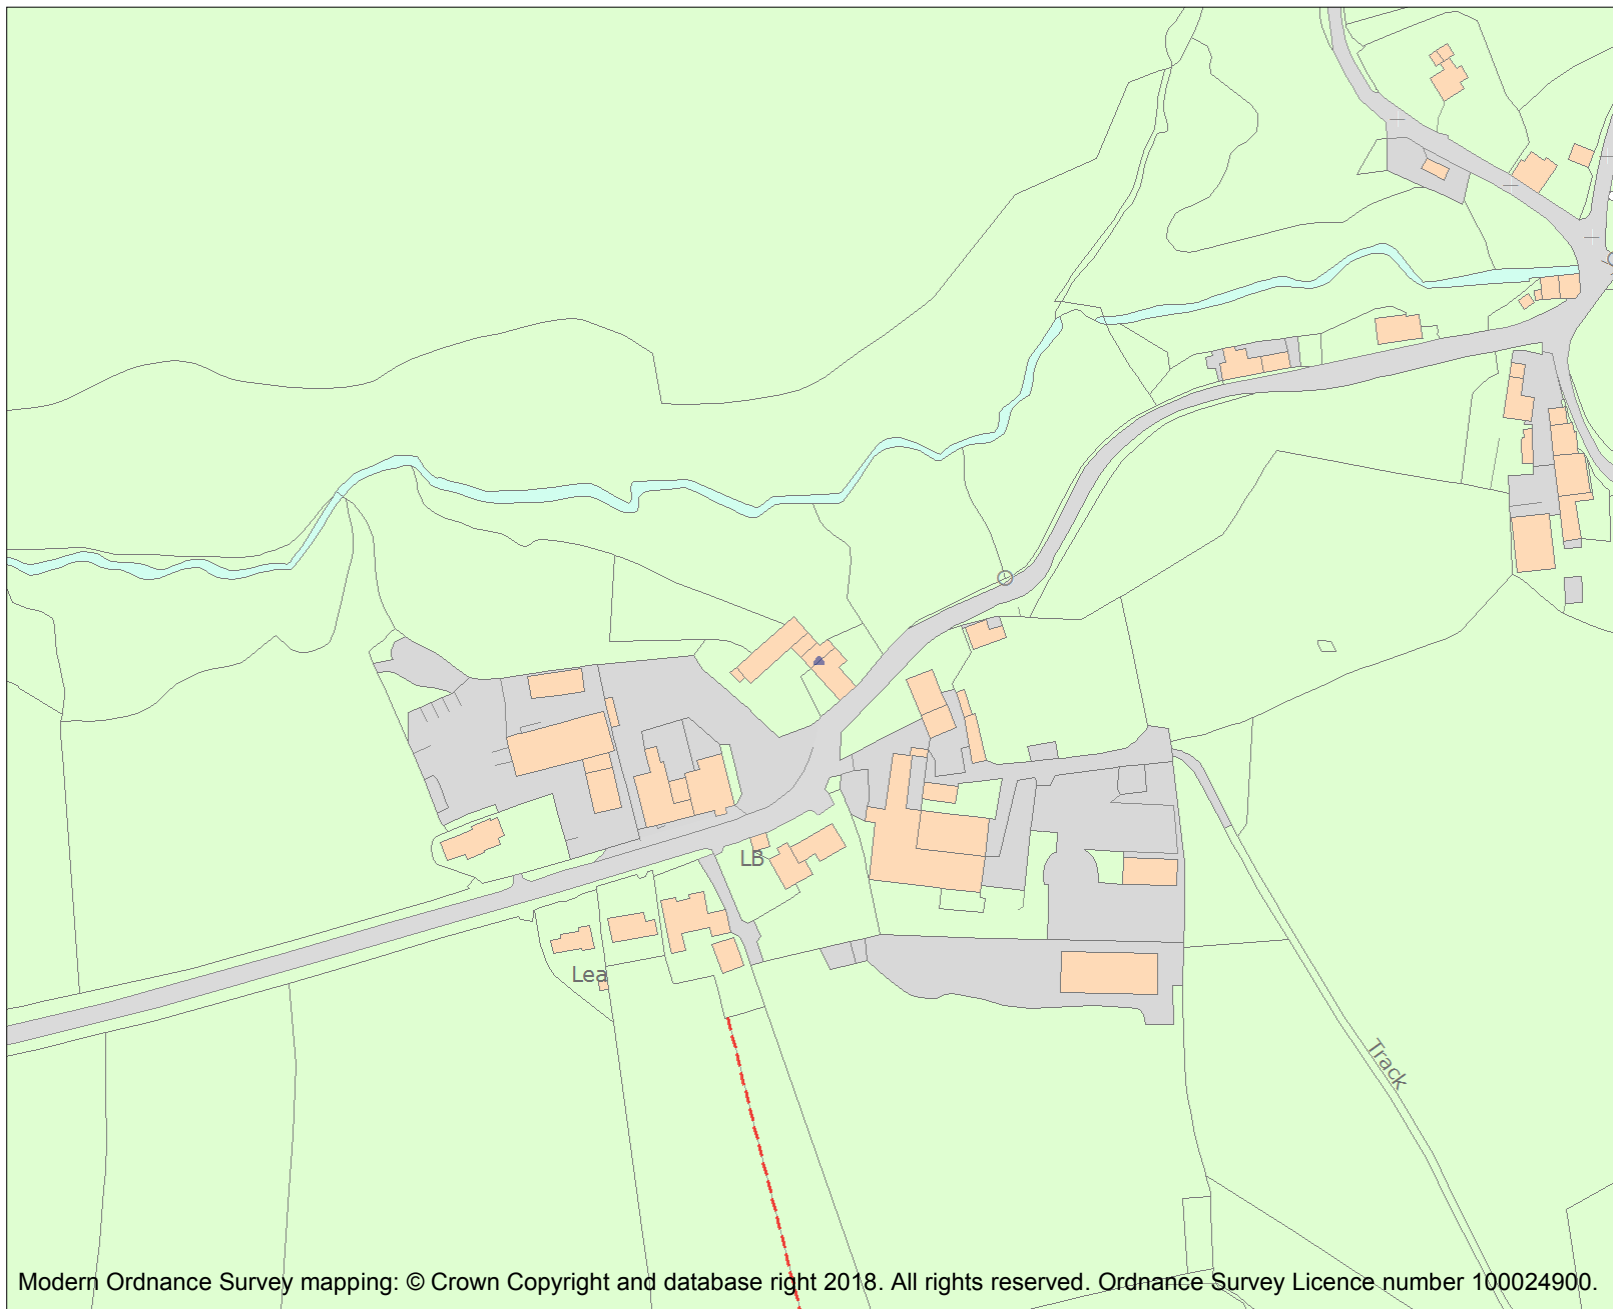 LB
Lea
Track
Modern Ordnance Survey mapping: © Crown Copyright and database right 2018. All rights reserved. Ordnance Survey Licence number 100024900.